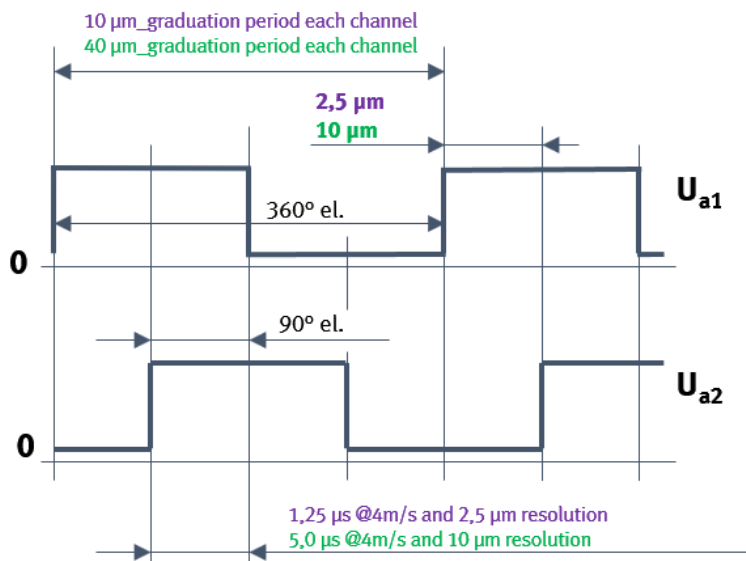 10 µm_graduation period each channel
40 µm_graduation period each channel
2,5 µm
10 µm
Ua1
360° el.
0
90° el.
Ua2
0
1,25 µs @4m/s and 2,5 µm resolution
5,0 µs @4m/s and 10 µm resolution